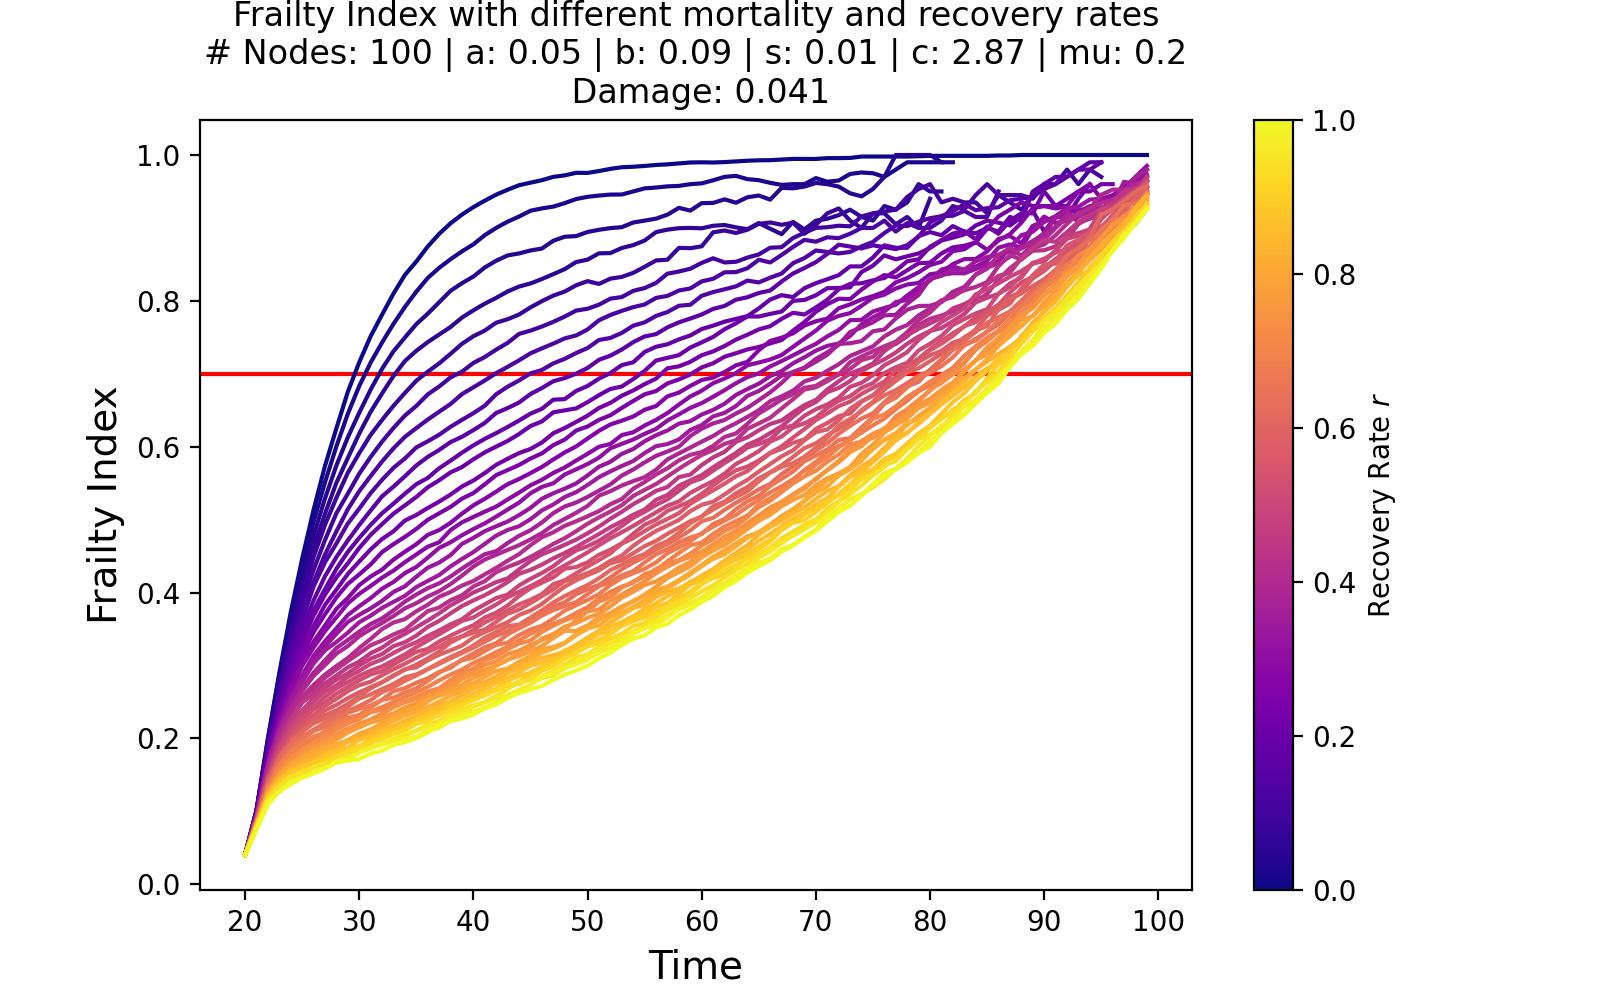 Frailty Index with different mortality and recovery rates
# Nodes: 100 | a: 0.05 | b: 0.09 | s: 0.01 | c: 2.87 | mu: 0.2
Damage: 0.041
1.0
0.8
0.6
0.4
0.2
0.0
Frailty Index
20 30 40 50 60 70 80 90 100
Time
1.0
0.8
0.6
0.4
0.2
0.0
Recovery Rate r